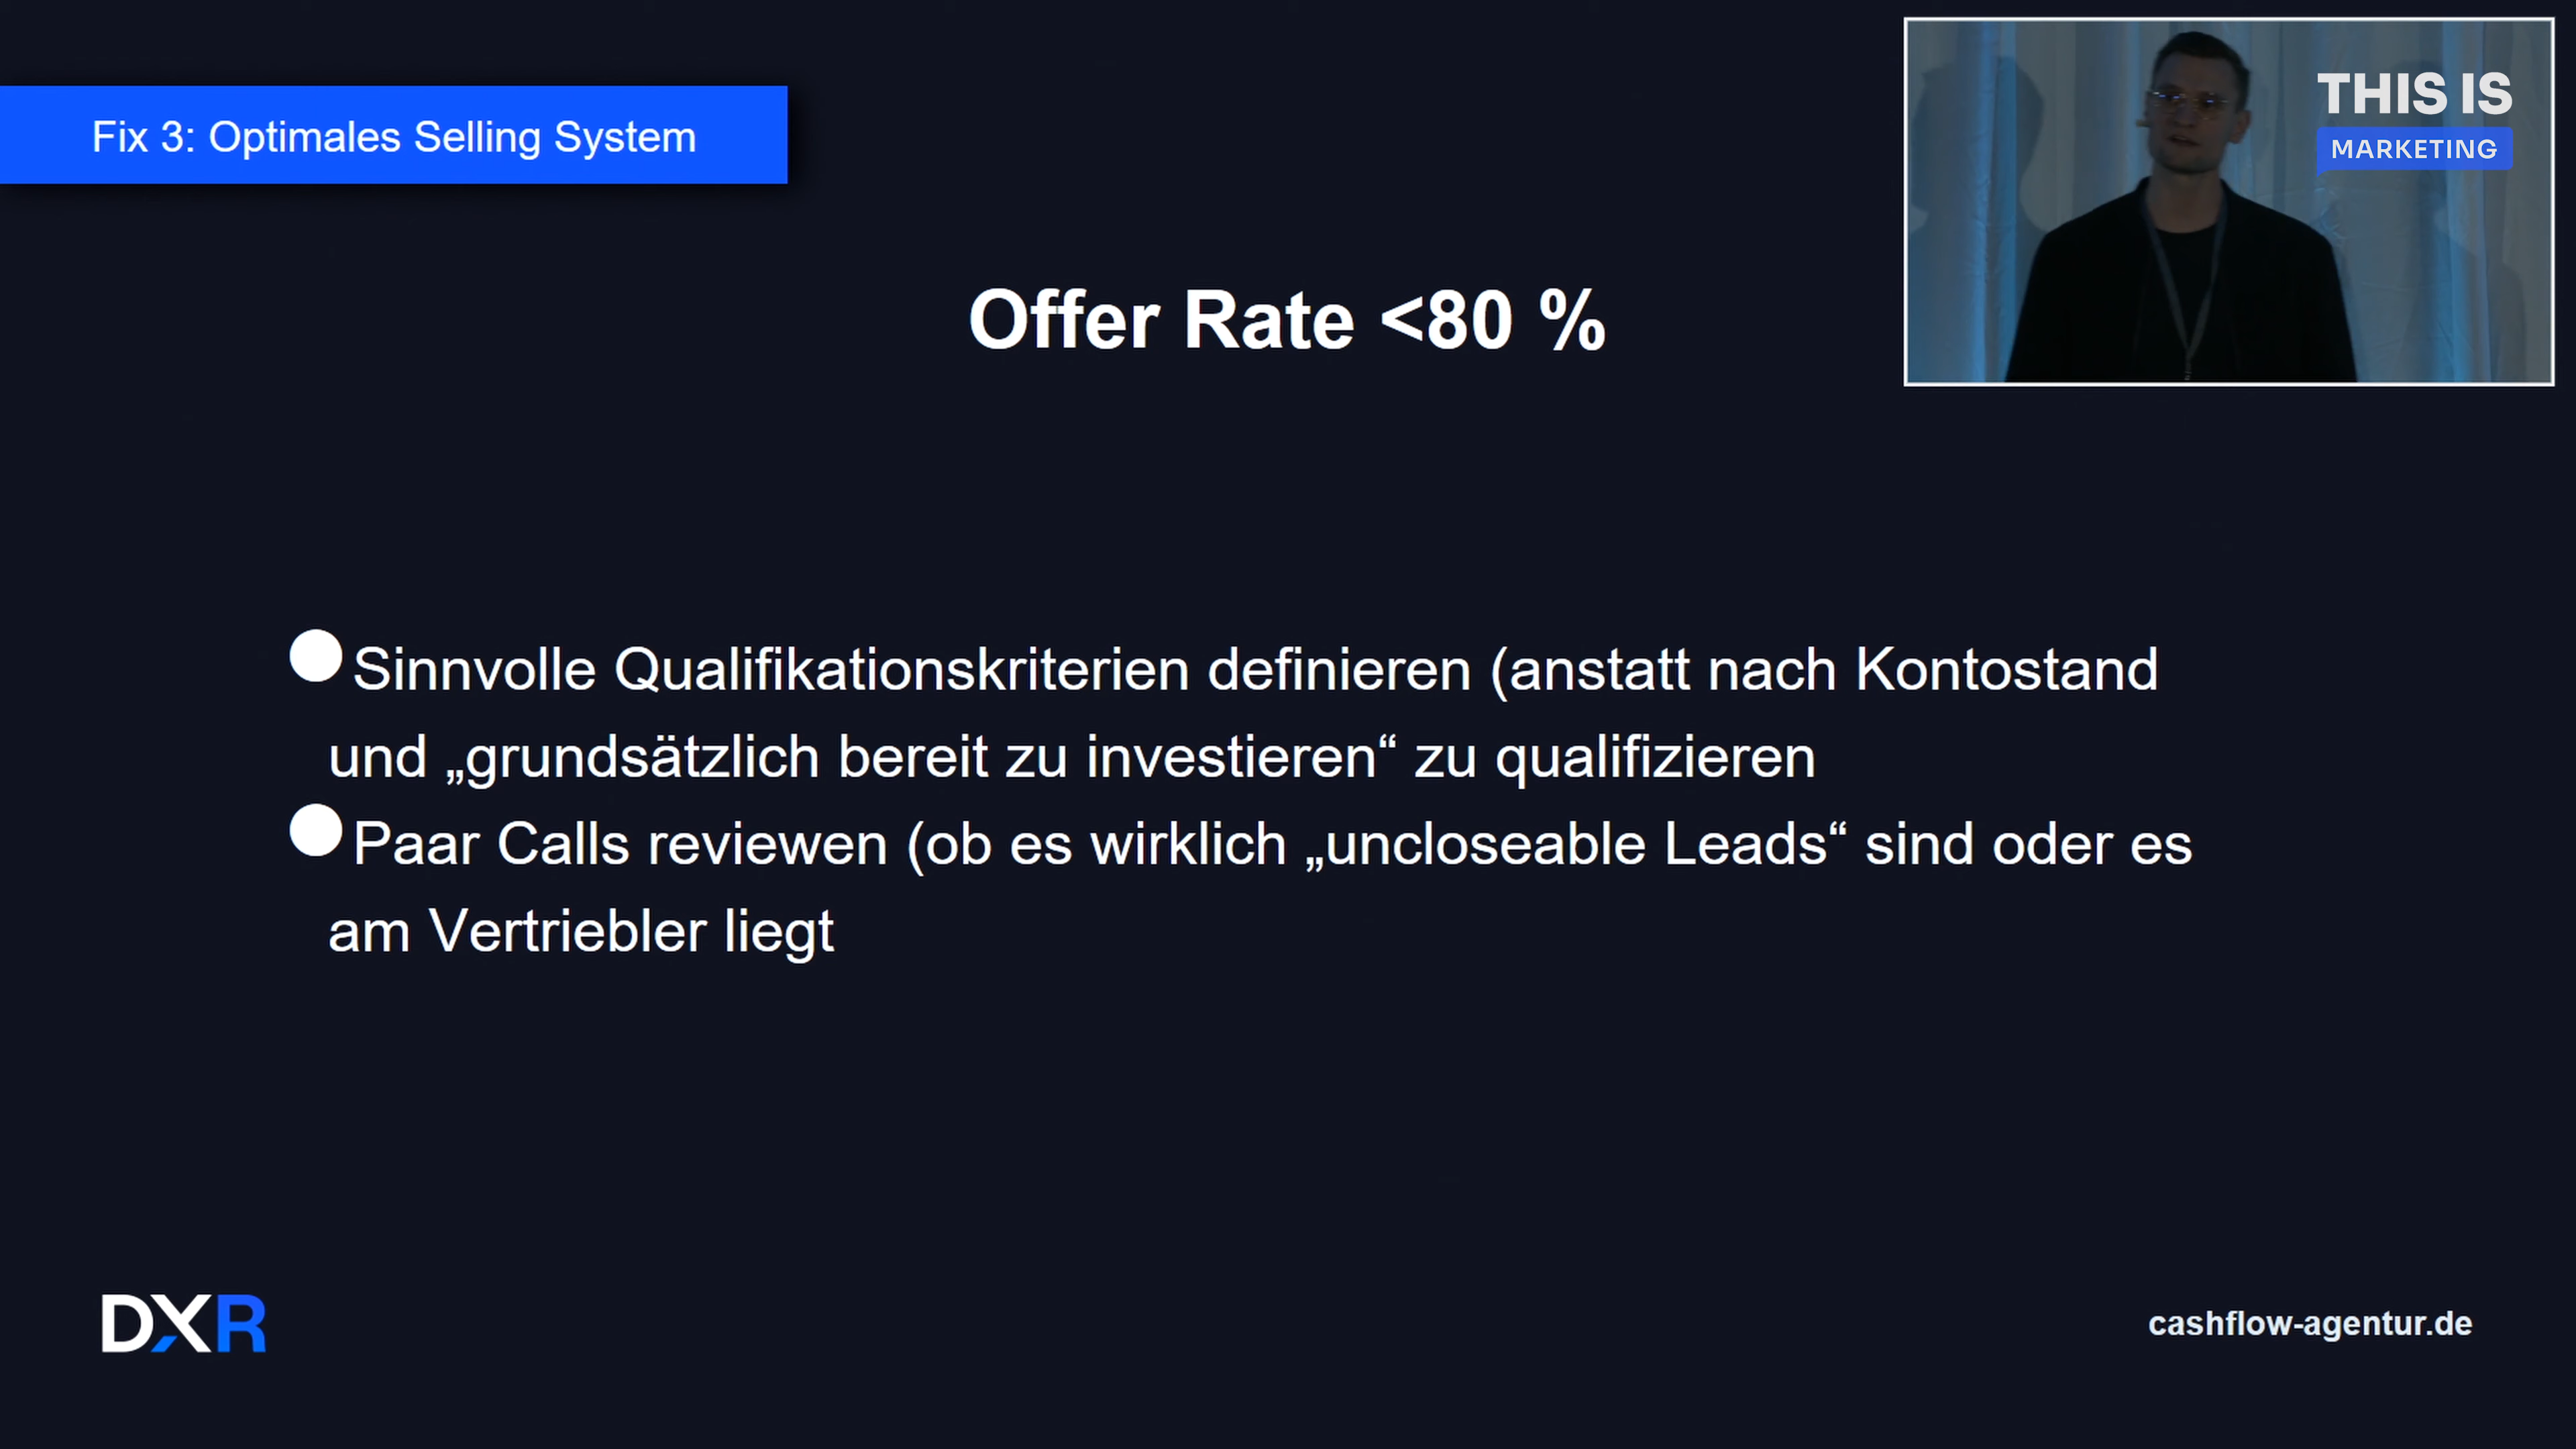 Fix 3: Optimales Selling System
THIS IS
MARKETING
Offer Rate <80 %
Sinnvolle Qualifikationskriterien definieren (anstatt nach Kontostand
und „grundsätzlich bereit zu investieren“ zu qualifizieren
Paar Calls reviewen (ob es wirklich „uncloseable Leads“ sind oder es
am Vertriebler liegt
DXR
cashflow-agentur.de